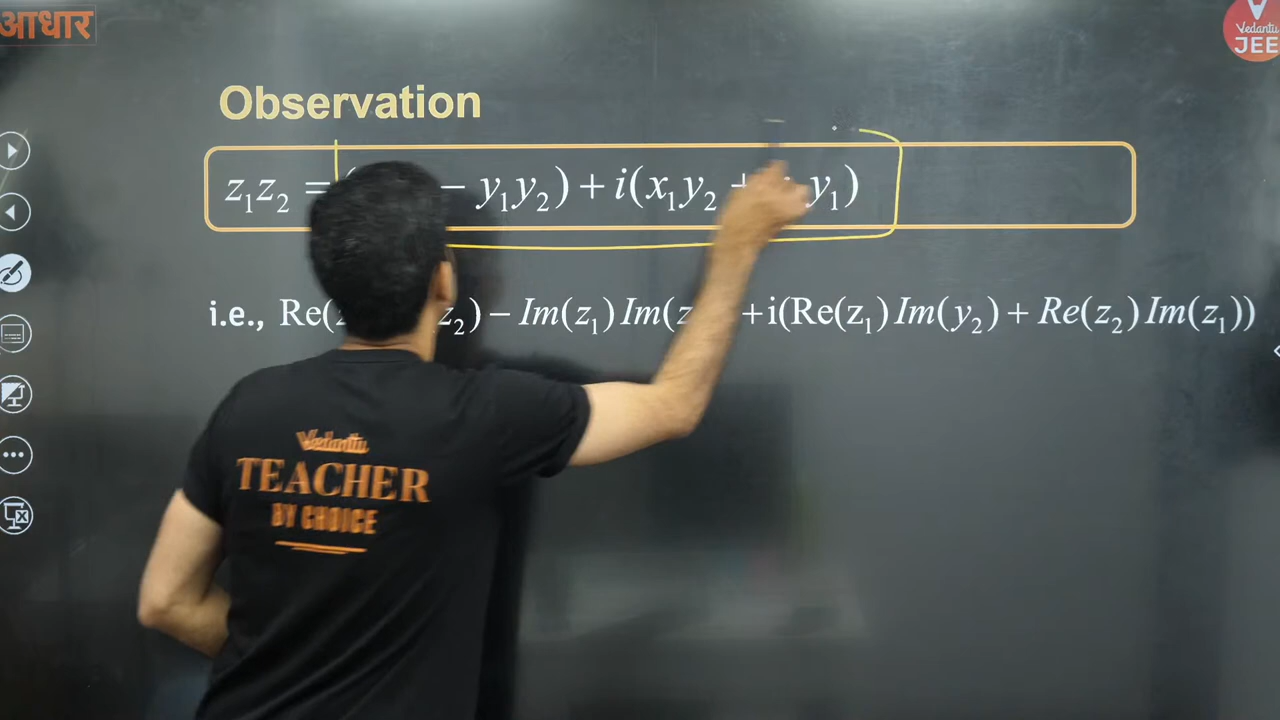 आधार
Vedantu
JEE
Observation
z₁z₂ = − y₁y₂) + i(x₁y₂ + y₁)
i.e., Re( z₂) − Im(z₁) Im( +i(Re(z₁) Im(y₂) + Re(z₂) Im(z₁))
Vedantu
TEACHER
BY CHOICE